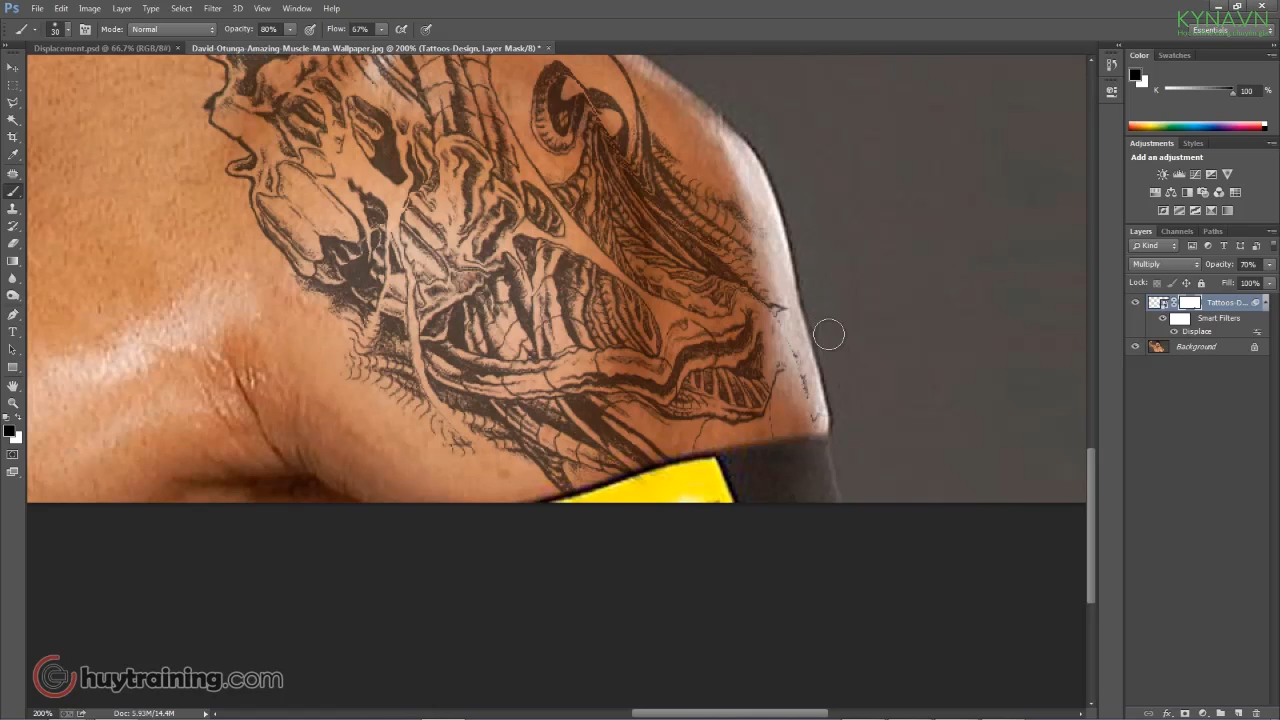 Ps File Edit Image Layer Type Select Filter 3D View Window Help
KYNAVN
30 Mode: Normal Opacity: 80% Flow: 67% Essentials
Displacement.psd @ 66.7% (RGB/8#) × David-Otunga-Amazing-Muscle-Man-Wallpaper.jpg @ 200% (Tattoos-Design, Layer Mask/8) * ×
Color Swatches
K 100 %
Adjustments Styles
Add an adjustment
Layers Channels Paths
Kind
Multiply Opacity: 70%
Lock: Fill: 100%
Tattoos-D...
Smart Filters
Displace
Background
huytraining.com
200% Doc: 5.93M/14.4M